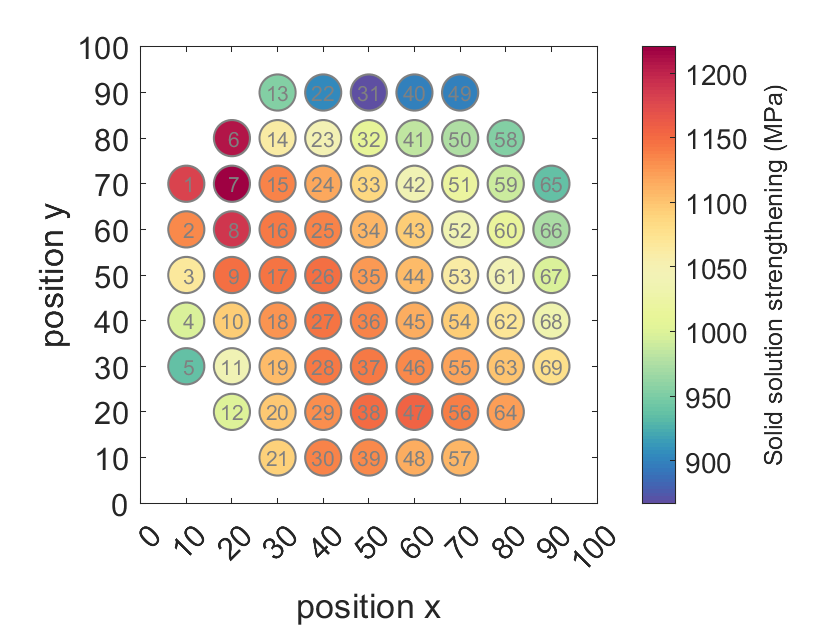 100
90
80
70
60
50
40
30
20
10
0
position y
13 22 31 40 49
6 14 23 32 41 50 58
1 7 15 24 33 42 51 59 65
2 8 16 25 34 43 52 60 66
3 9 17 26 35 44 53 61 67
4 10 18 27 36 45 54 62 68
5 11 19 28 37 46 55 63 69
12 20 29 38 47 56 64
21 30 39 48 57
0 10 20 30 40 50 60 70 80 90 100
position x
1200
1150
1100
1050
1000
950
900
Solid solution strengthening (MPa)